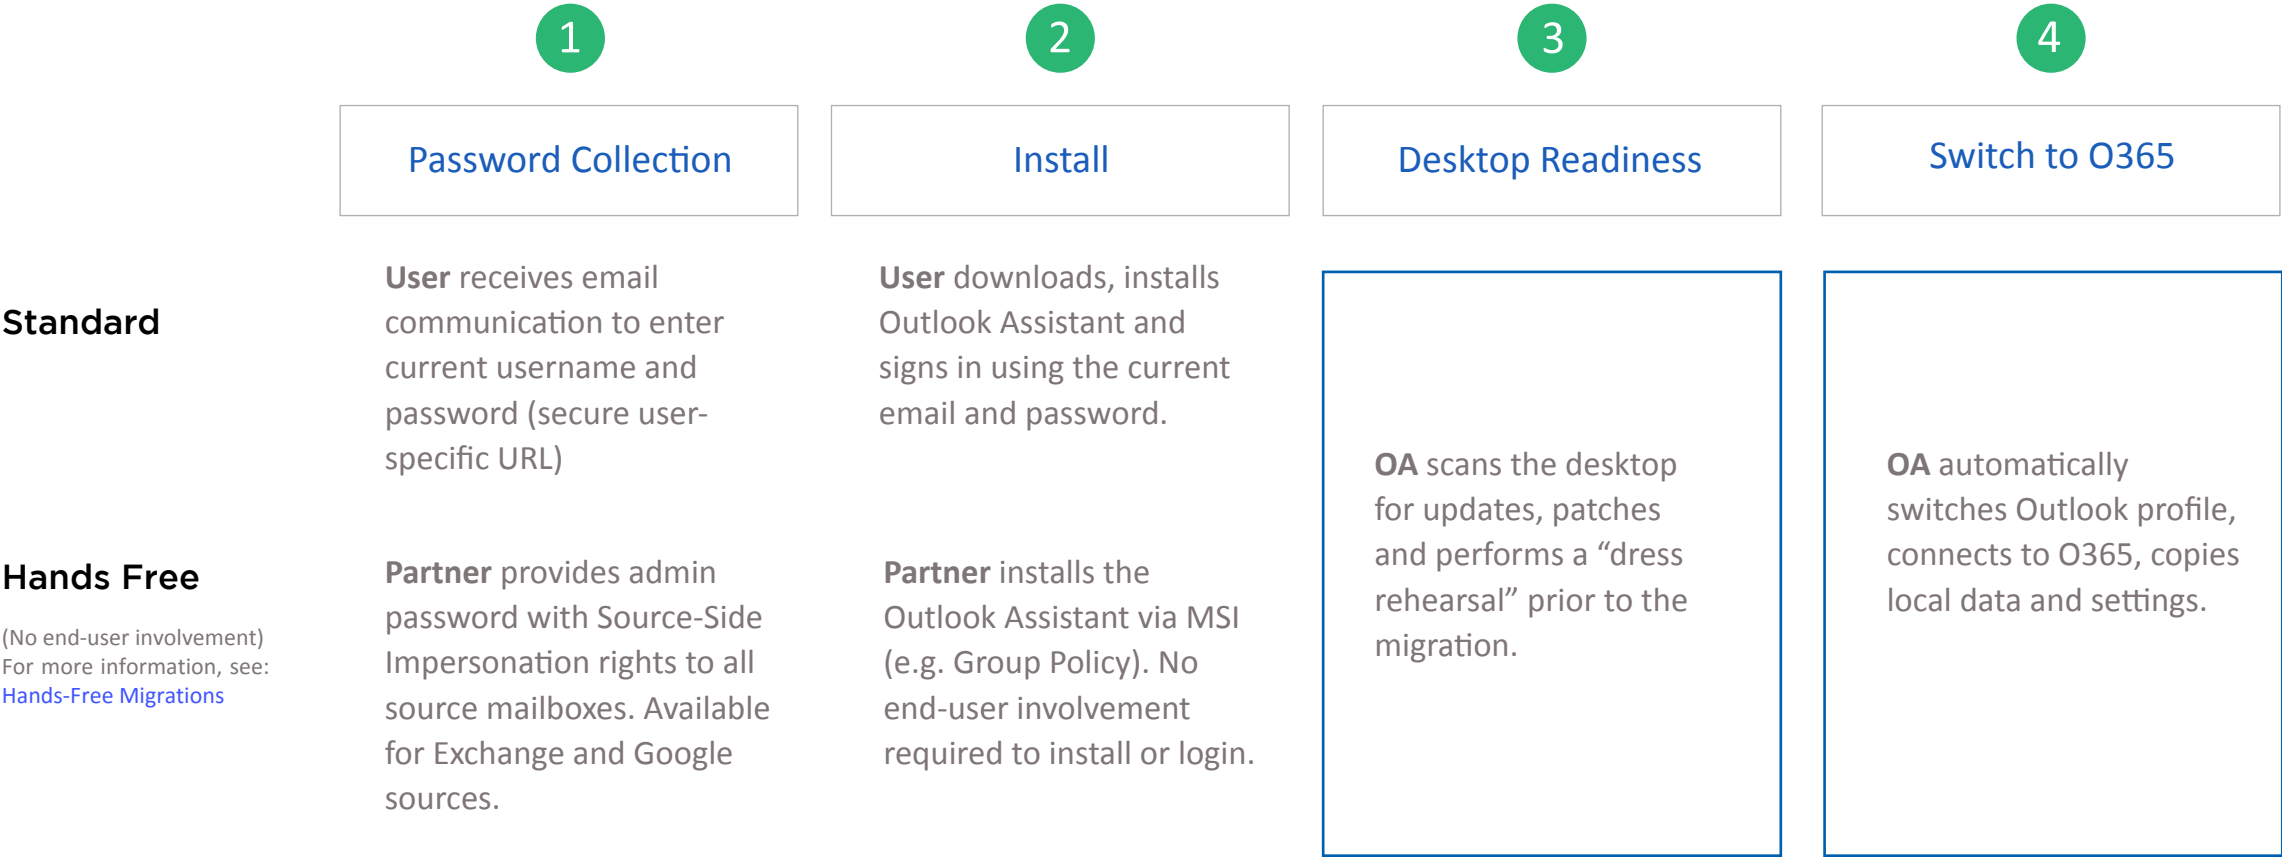 1
2
3
4
Password Collection
Install
Desktop Readiness
Switch to O365
Standard
User receives email
communication to enter
current username and
password (secure user-
specific URL)
User downloads, installs
Outlook Assistant and
signs in using the current
email and password.
Hands Free
(No end-user involvement)
For more information, see:
Hands-Free Migrations
Partner provides admin
password with Source-Side
Impersonation rights to all
source mailboxes. Available
for Exchange and Google
sources.
Partner installs the
Outlook Assistant via MSI
(e.g. Group Policy). No
end-user involvement
required to install or login.
OA scans the desktop
for updates, patches
and performs a “dress
rehearsal” prior to the
migration.
OA automatically
switches Outlook profile,
connects to O365, copies
local data and settings.